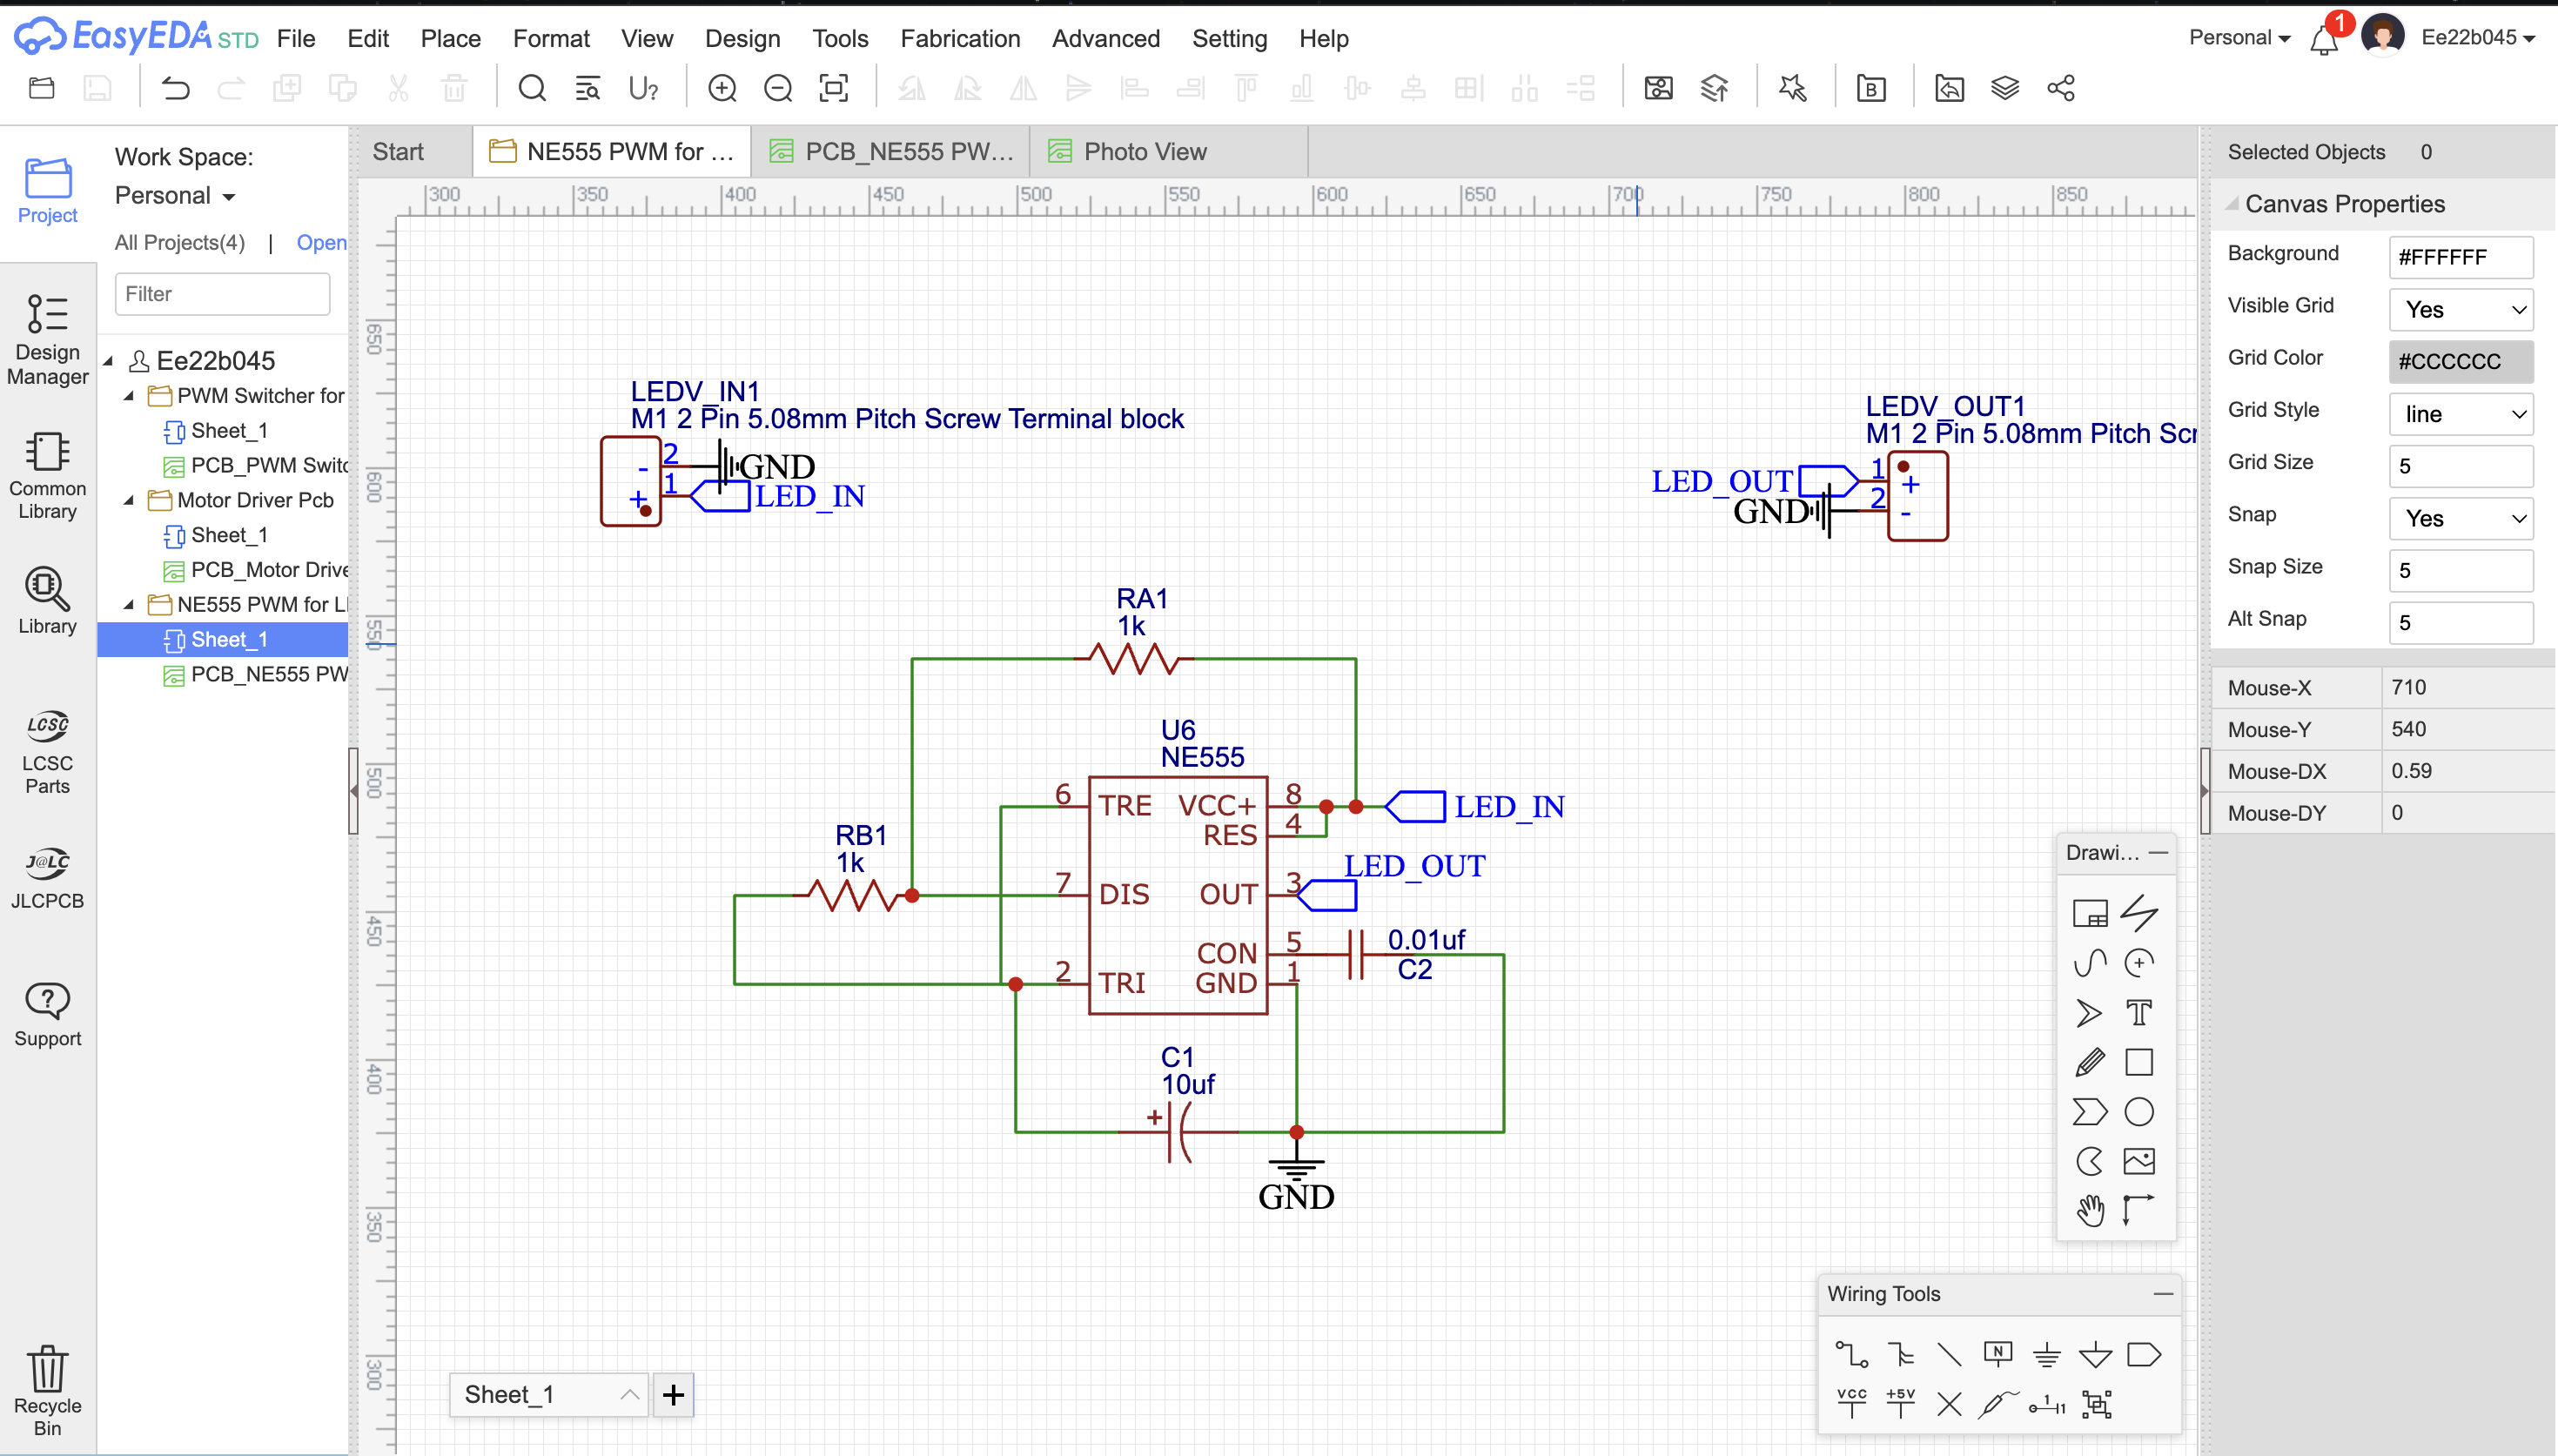 EasyEDA STD File Edit Place Format View Design Tools Fabrication Advanced Setting Help Personal 1 Ee22b045
U? B
Project
Design Manager
Common Library
Library
LCSC
LCSC Parts
J@LC
JLCPCB
Support
Recycle Bin
Work Space:
Personal
All Projects(4) | Open
Filter
Ee22b045
PWM Switcher for
Sheet_1
PCB_PWM Switc
Motor Driver Pcb
Sheet_1
PCB_Motor Drive
NE555 PWM for LI
Sheet_1
PCB_NE555 PW
Start NE555 PWM for ... PCB_NE555 PW... Photo View
300 350 400 450 500 550 600 650 700 750 800 850
650
600
550
500
450
400
350
300
LEDV_IN1
M1 2 Pin 5.08mm Pitch Screw Terminal block
- 2 GND
+ 1 LED_IN
LEDV_OUT1
M1 2 Pin 5.08mm Pitch Scr
LED_OUT 1 +
GND 2 -
RA1
1k
U6
NE555
6 TRE VCC+ 8 LED_IN
RES 4
RB1
1k
LED_OUT
7 DIS OUT 3
CON 5 0.01uf
C2
2 TRI GND 1
C1
10uf
+
GND
Sheet_1 +
Drawi...
T
Wiring Tools
N
VCC +5V 1 1
Selected Objects 0
Canvas Properties
Background #FFFFFF
Visible Grid Yes
Grid Color #CCCCCC
Grid Style line
Grid Size 5
Snap Yes
Snap Size 5
Alt Snap 5
Mouse-X 710
Mouse-Y 540
Mouse-DX 0.59
Mouse-DY 0